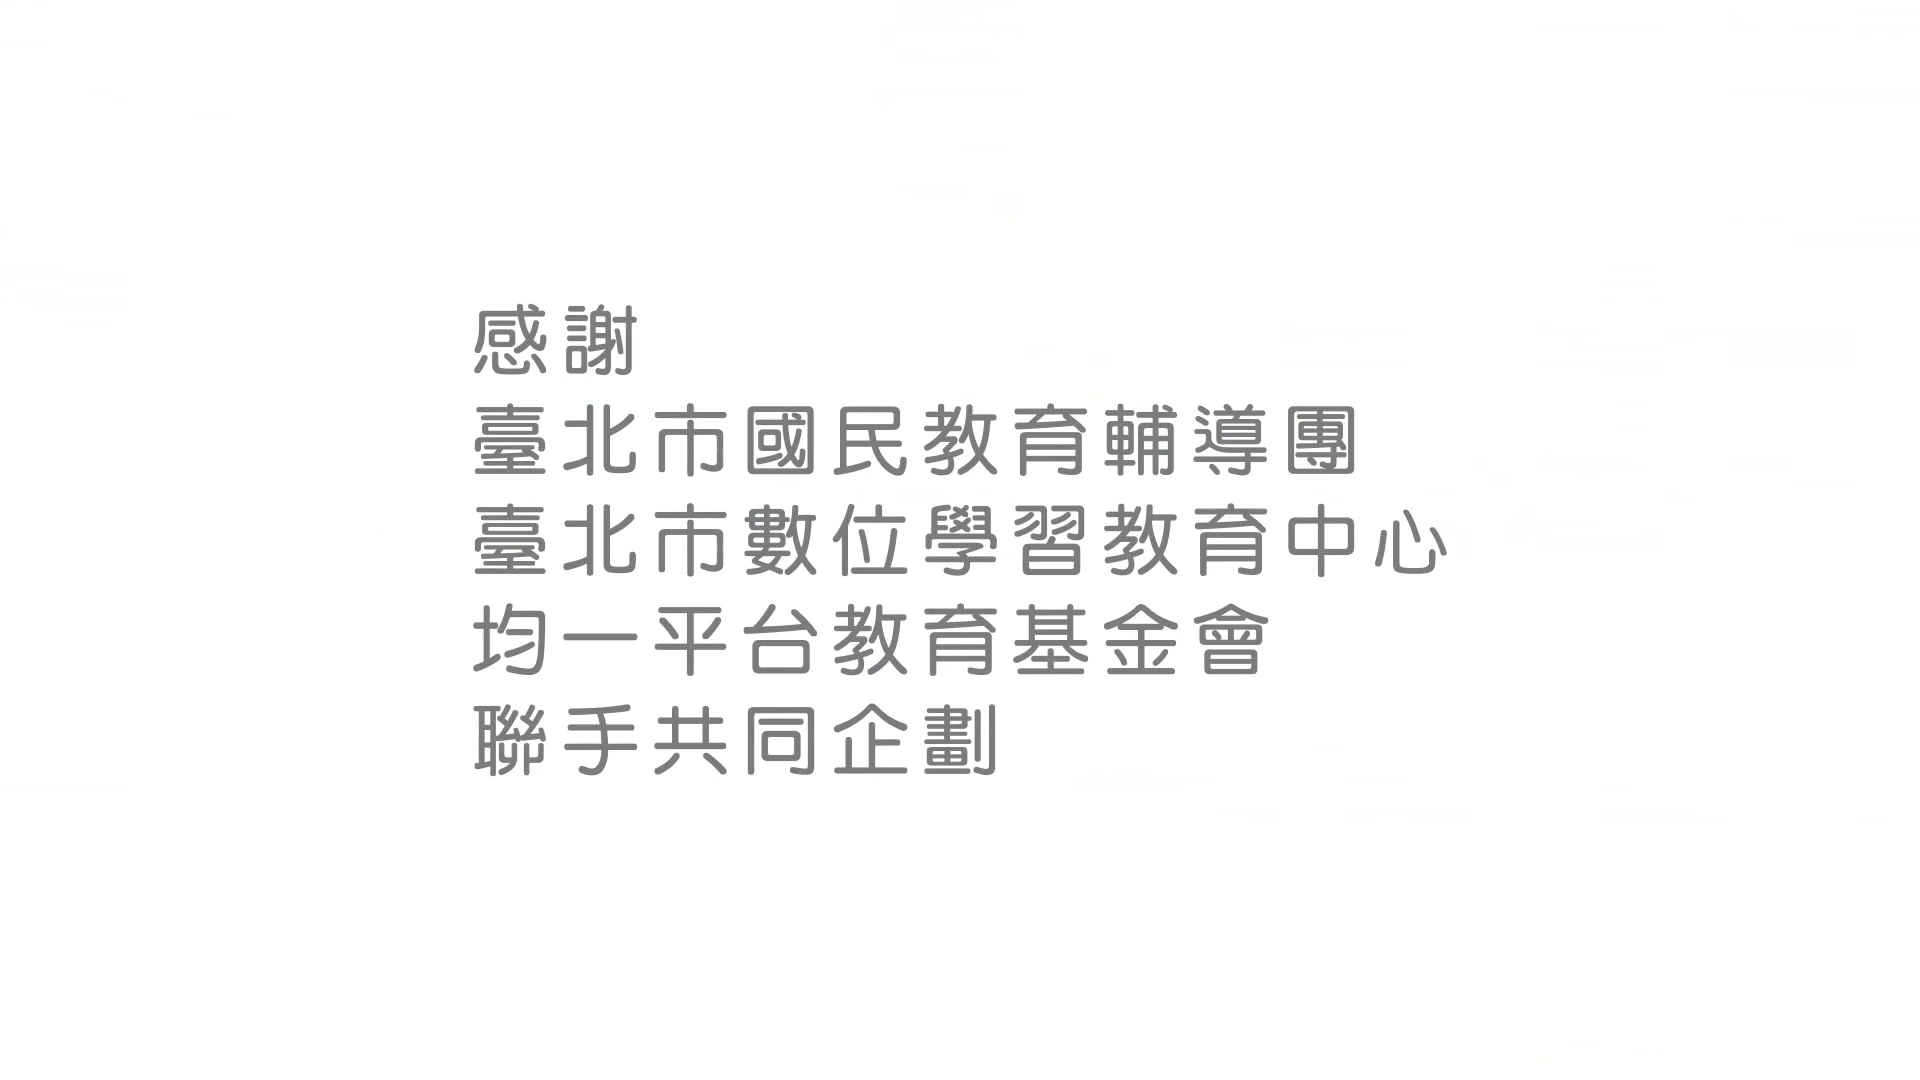 感謝
臺北市國民教育輔導團
臺北市數位學習教育中心
均一平台教育基金會
聯手共同企劃